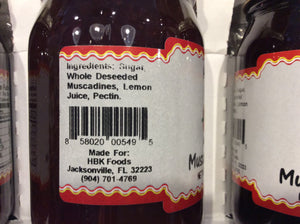 Ingredients: Sugar,
Whole Deseeded
Muscadines, Lemon
Juice, Pectin.
8 58020 00549 5
Made For:
HBK Foods
Jacksonville, FL 32223
(904) 701-4769